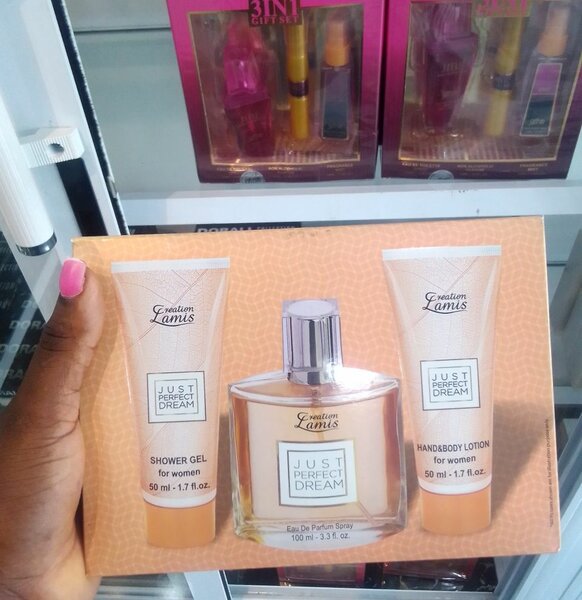 3IN1
GIFT SET
DORALL COLLECTION
Creation
Lamis
JUST
PERFECT
DREAM
SHOWER GEL
for women
50 ml - 1.7 fl.oz.
Creation
Lamis
JUST
PERFECT
DREAM
Eau De Parfum Spray
100 ml - 3.3 fl. oz.
Creation
Lamis
JUST
PERFECT
DREAM
HAND&BODY LOTION
for women
50 ml - 1.7 fl.oz.